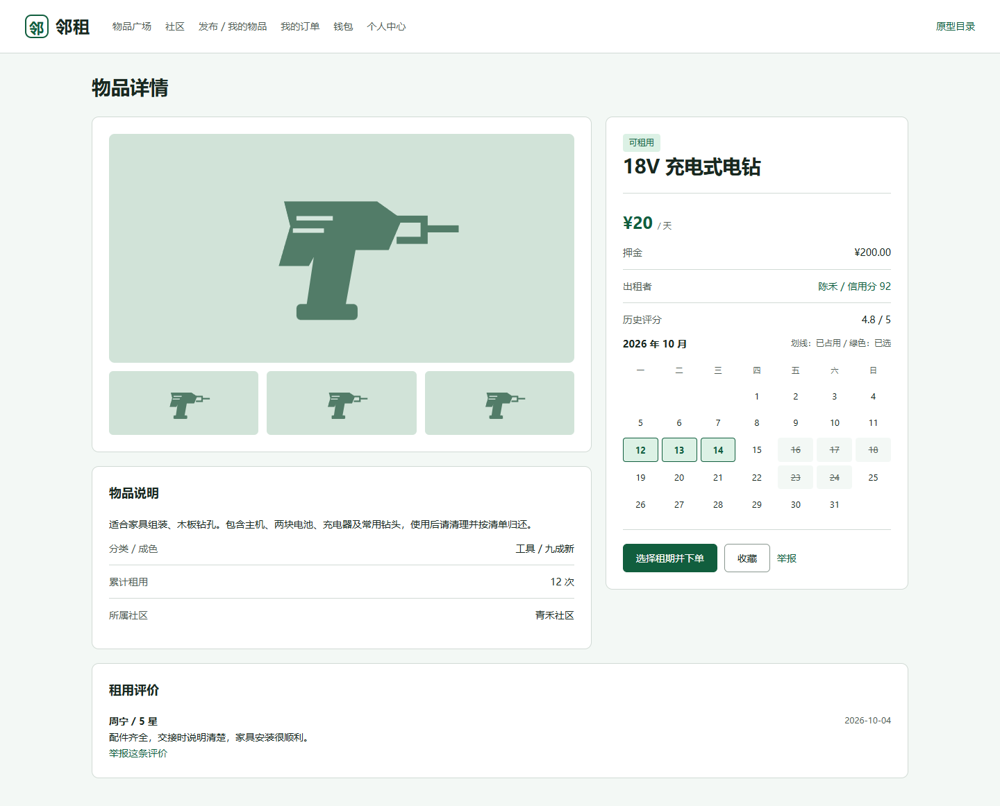 邻 邻租 物品广场 社区 发布 / 我的物品 我的订单 钱包 个人中心 原型目录
物品详情
可租用
18V 充电式电钻
¥20 / 天
押金 ¥200.00
出租者 陈禾 / 信用分 92
历史评分 4.8 / 5
2026 年 10 月 划线：已占用 / 绿色：已选
一 二 三 四 五 六 日
1 2 3 4
5 6 7 8 9 10 11
12 13 14 15 16 17 18
19 20 21 22 23 24 25
26 27 28 29 30 31
选择租期并下单 收藏 举报
物品说明
适合家具组装、木板钻孔。包含主机、两块电池、充电器及常用钻头，使用后请清理并按清单归还。
分类 / 成色 工具 / 九成新
累计租用 12 次
所属社区 青禾社区
租用评价
周宁 / 5 星 2026-10-04
配件齐全，交接时说明清楚，家具安装很顺利。
举报这条评价